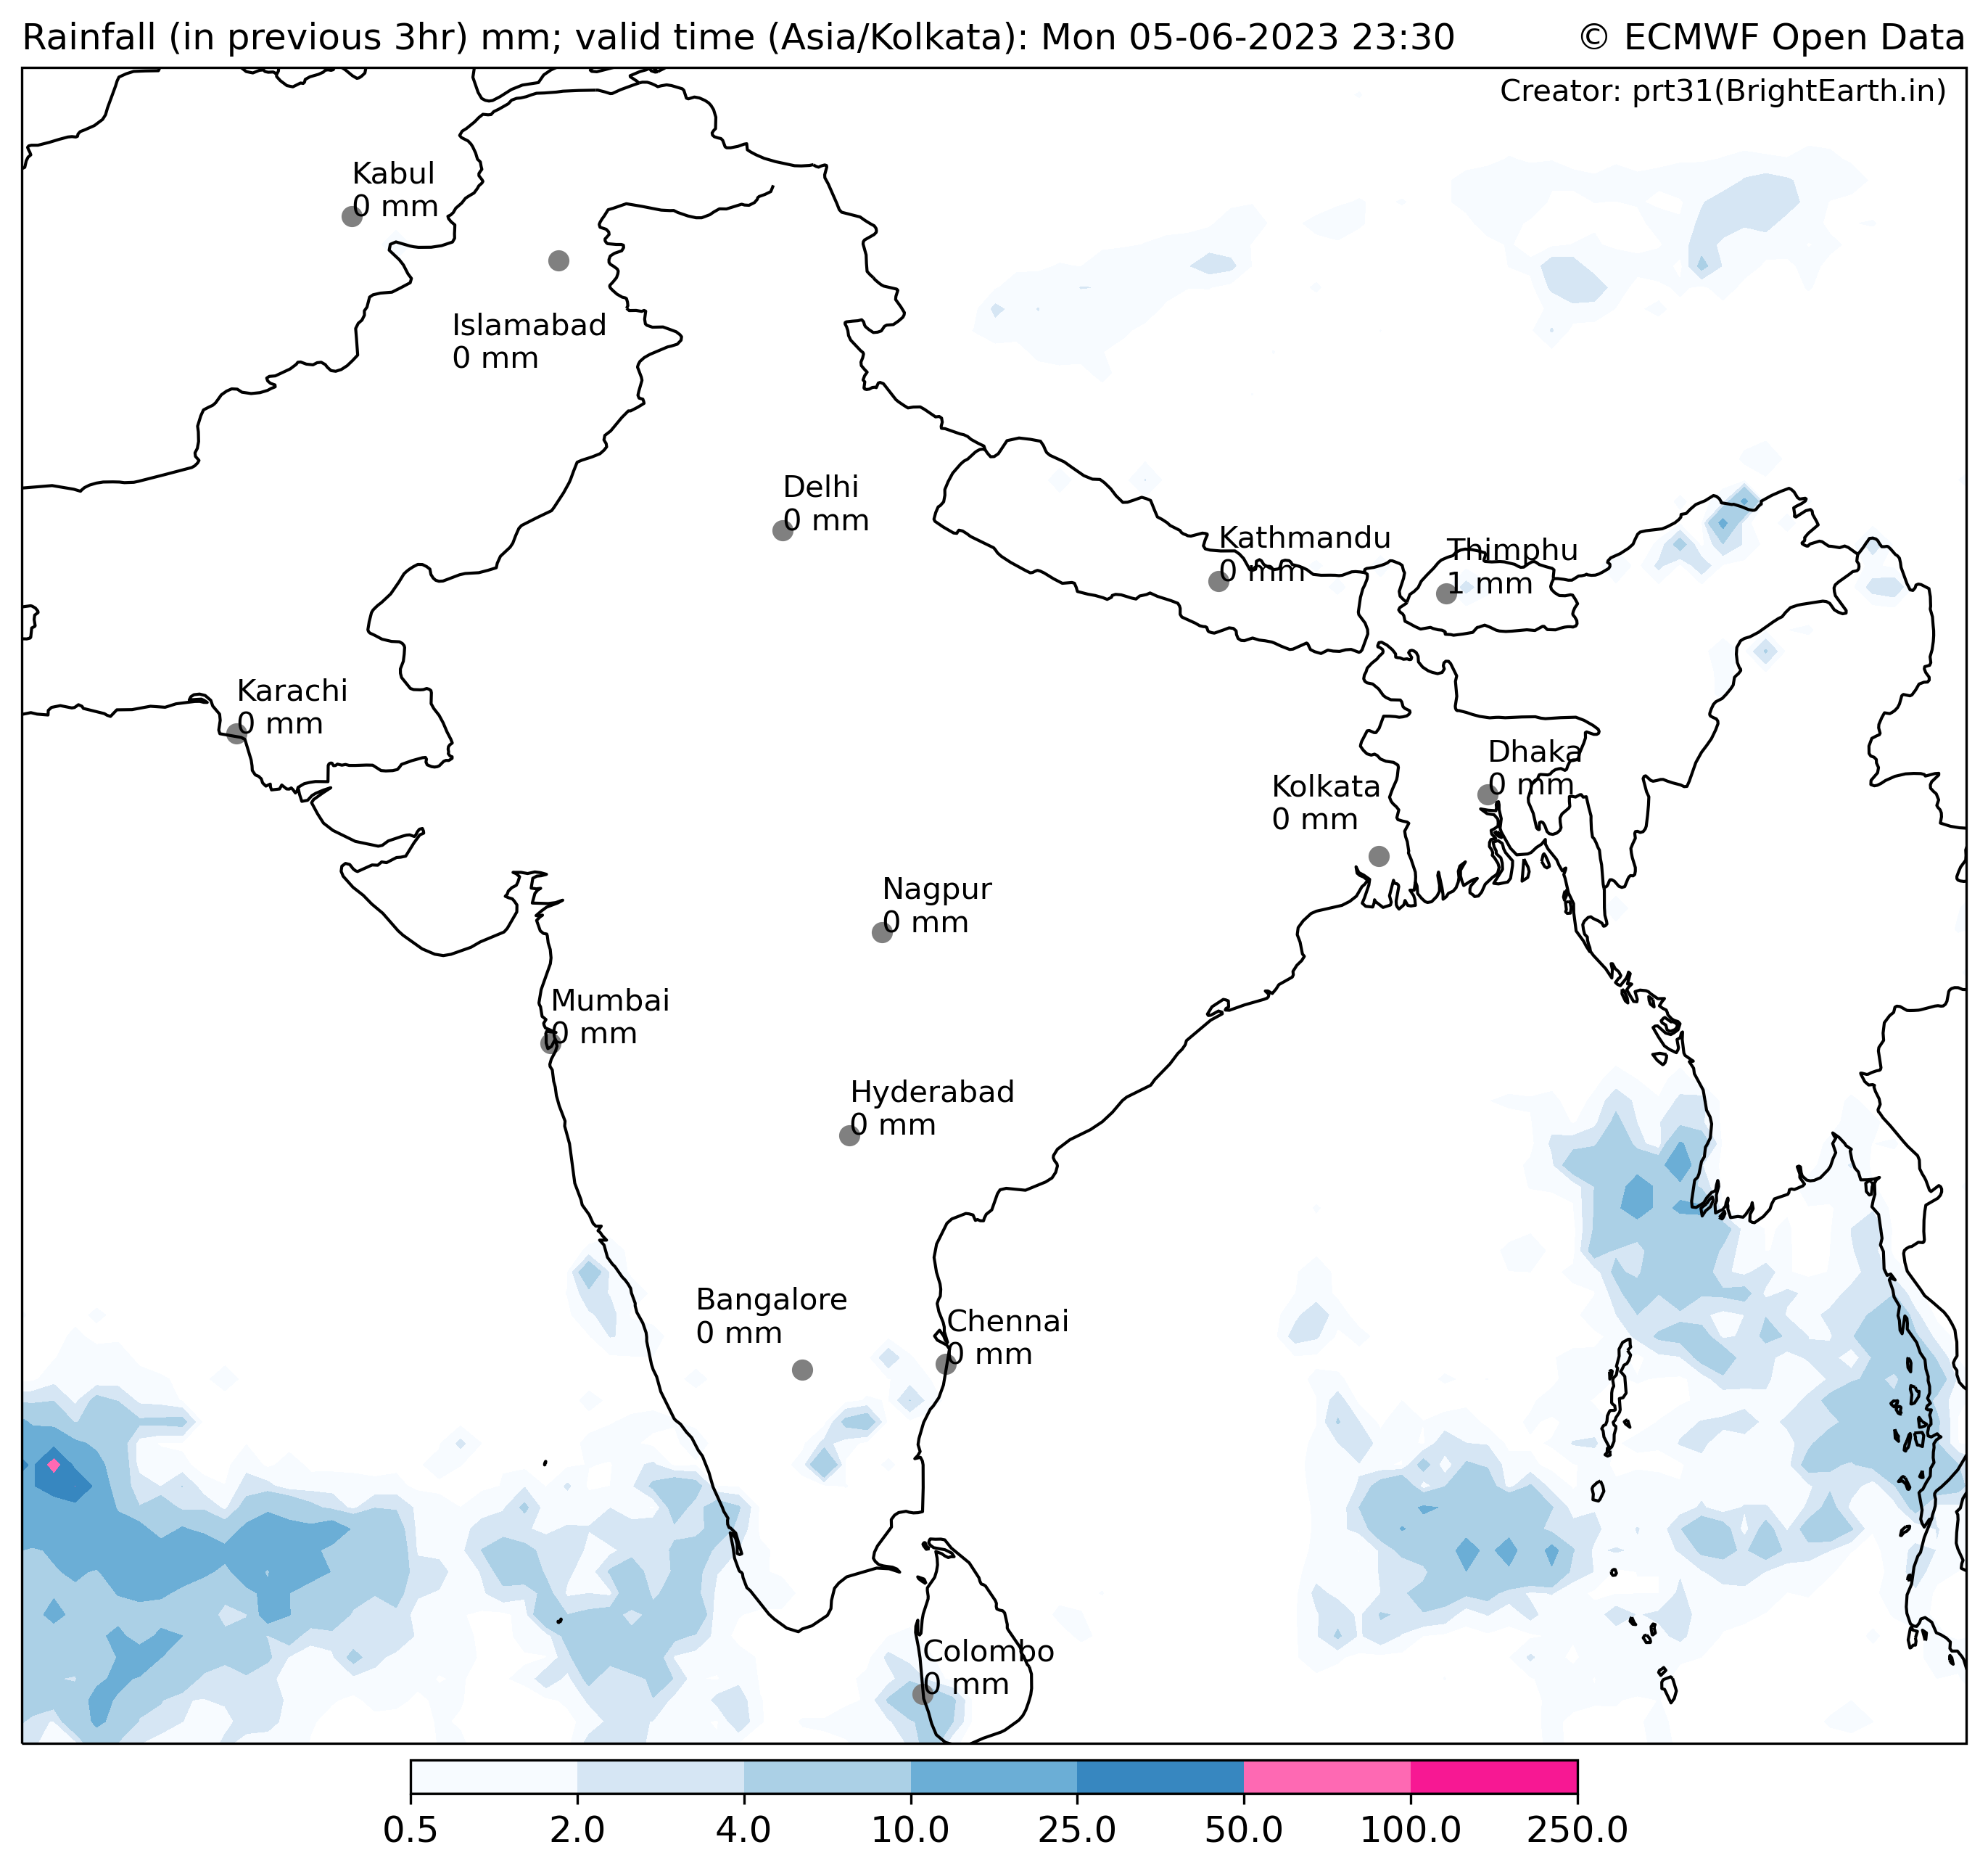 Rainfall (in previous 3hr) mm; valid time (Asia/Kolkata): Mon 05-06-2023 23:30
© ECMWF Open Data
Creator: prt31(BrightEarth.in)
Kabul
0 mm
Islamabad
0 mm
Delhi
0 mm
Kathmandu
0 mm
Thimphu
1 mm
Karachi
0 mm
Dhaka
0 mm
Kolkata
0 mm
Nagpur
0 mm
Mumbai
0 mm
Hyderabad
0 mm
Bangalore
0 mm
Chennai
0 mm
Colombo
0 mm
0.5 2.0 4.0 10.0 25.0 50.0 100.0 250.0